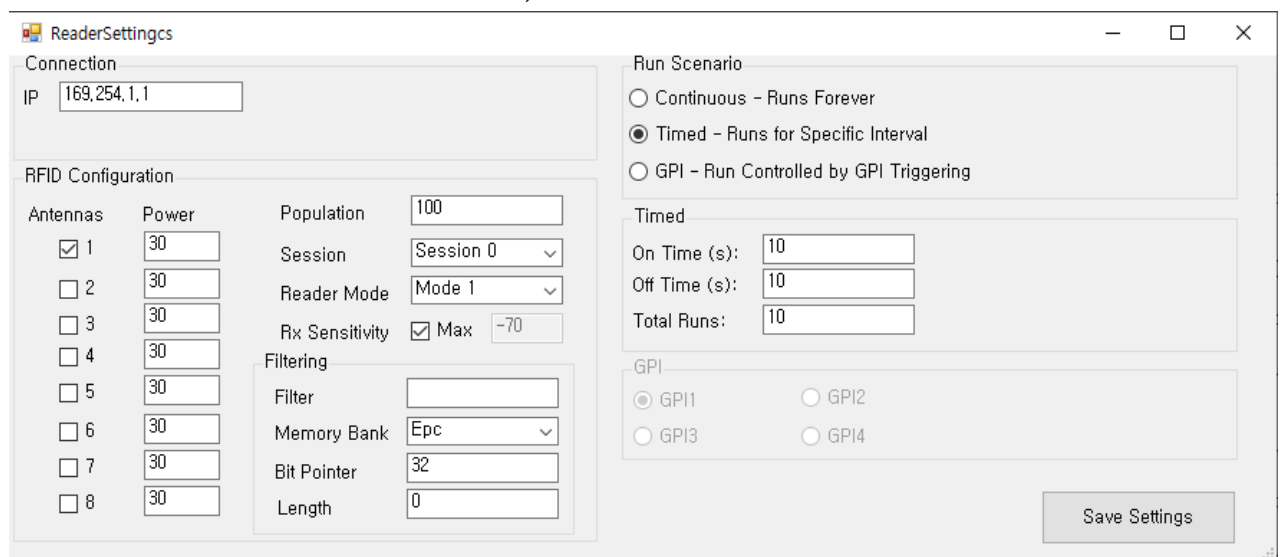 ReaderSettingcs
Connection
IP 169,254,1,1
RFID Configuration
Antennas Power
1 30
2 30
3 30
4 30
5 30
6 30
7 30
8 30
Population 100
Session Session 0
Reader Mode Mode 1
Rx Sensitivity Max -70
Filtering
Filter
Memory Bank Epc
Bit Pointer 32
Length 0
Run Scenario
Continuous - Runs Forever
Timed - Runs for Specific Interval
GPI - Run Controlled by GPI Triggering
Timed
On Time (s): 10
Off Time (s): 10
Total Runs: 10
GPI
GPI1 GPI2
GPI3 GPI4
Save Settings